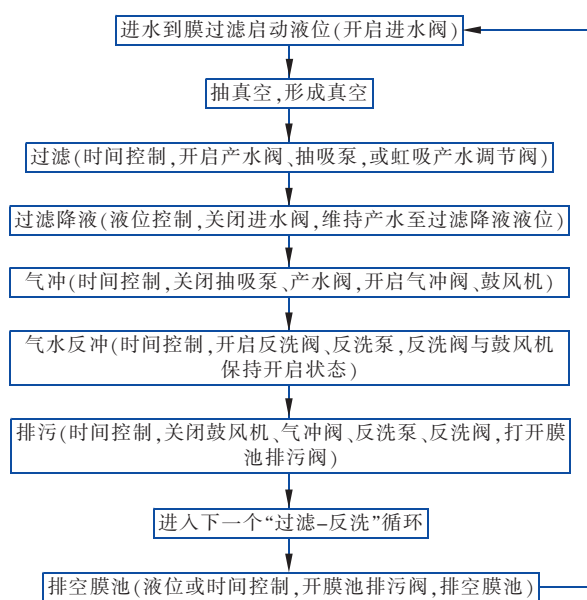 进水到膜过滤启动液位(开启进水阀)
抽真空,形成真空
过滤(时间控制,开启产水阀、抽吸泵,或虹吸产水调节阀)
过滤降液(液位控制,关闭进水阀,维持产水至过滤降液液位)
气冲(时间控制,关闭抽吸泵、产水阀,开启气冲阀、鼓风机)
气水反冲(时间控制,开启反洗阀、反洗泵,反洗阀与鼓风机
保持开启状态)
排污(时间控制,关闭鼓风机、气冲阀、反洗泵、反洗阀,打开膜
池排污阀)
进入下一个“过滤-反洗”循环
排空膜池(液位或时间控制,开膜池排污阀,排空膜池)